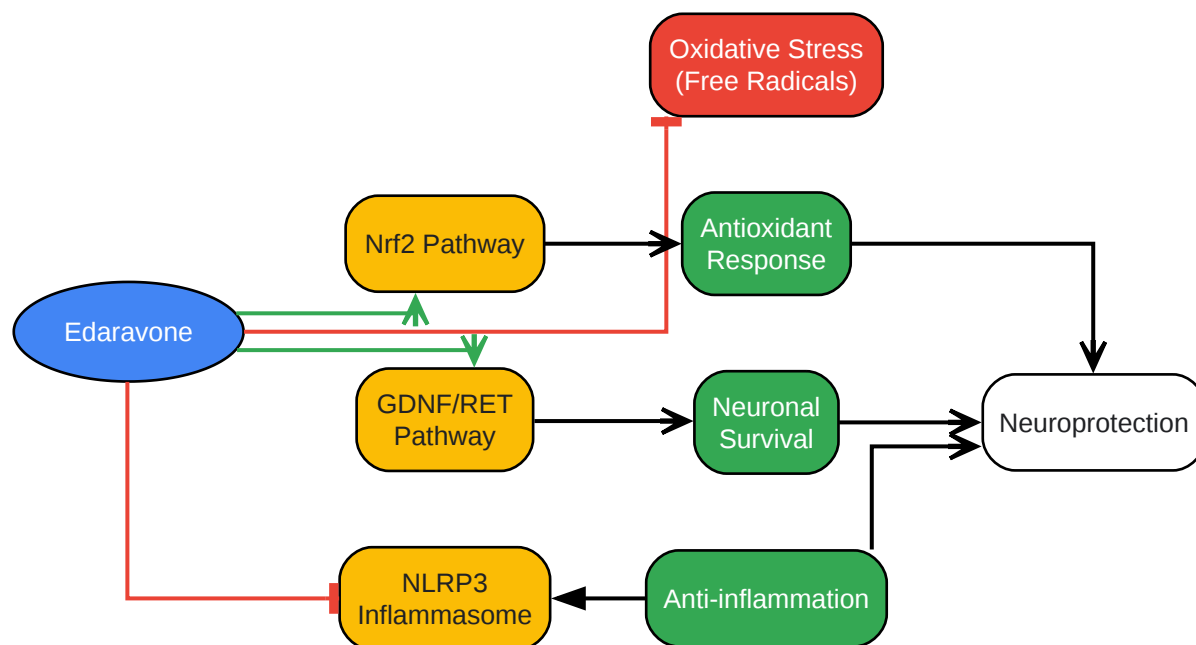 Oxidative Stress
(Free Radicals)
Nrf2 Pathway
Antioxidant
Response
Edaravone
GDNF/RET
Pathway
Neuronal
Survival
Neuroprotection
NLRP3
Inflammasome
Anti-inflammation